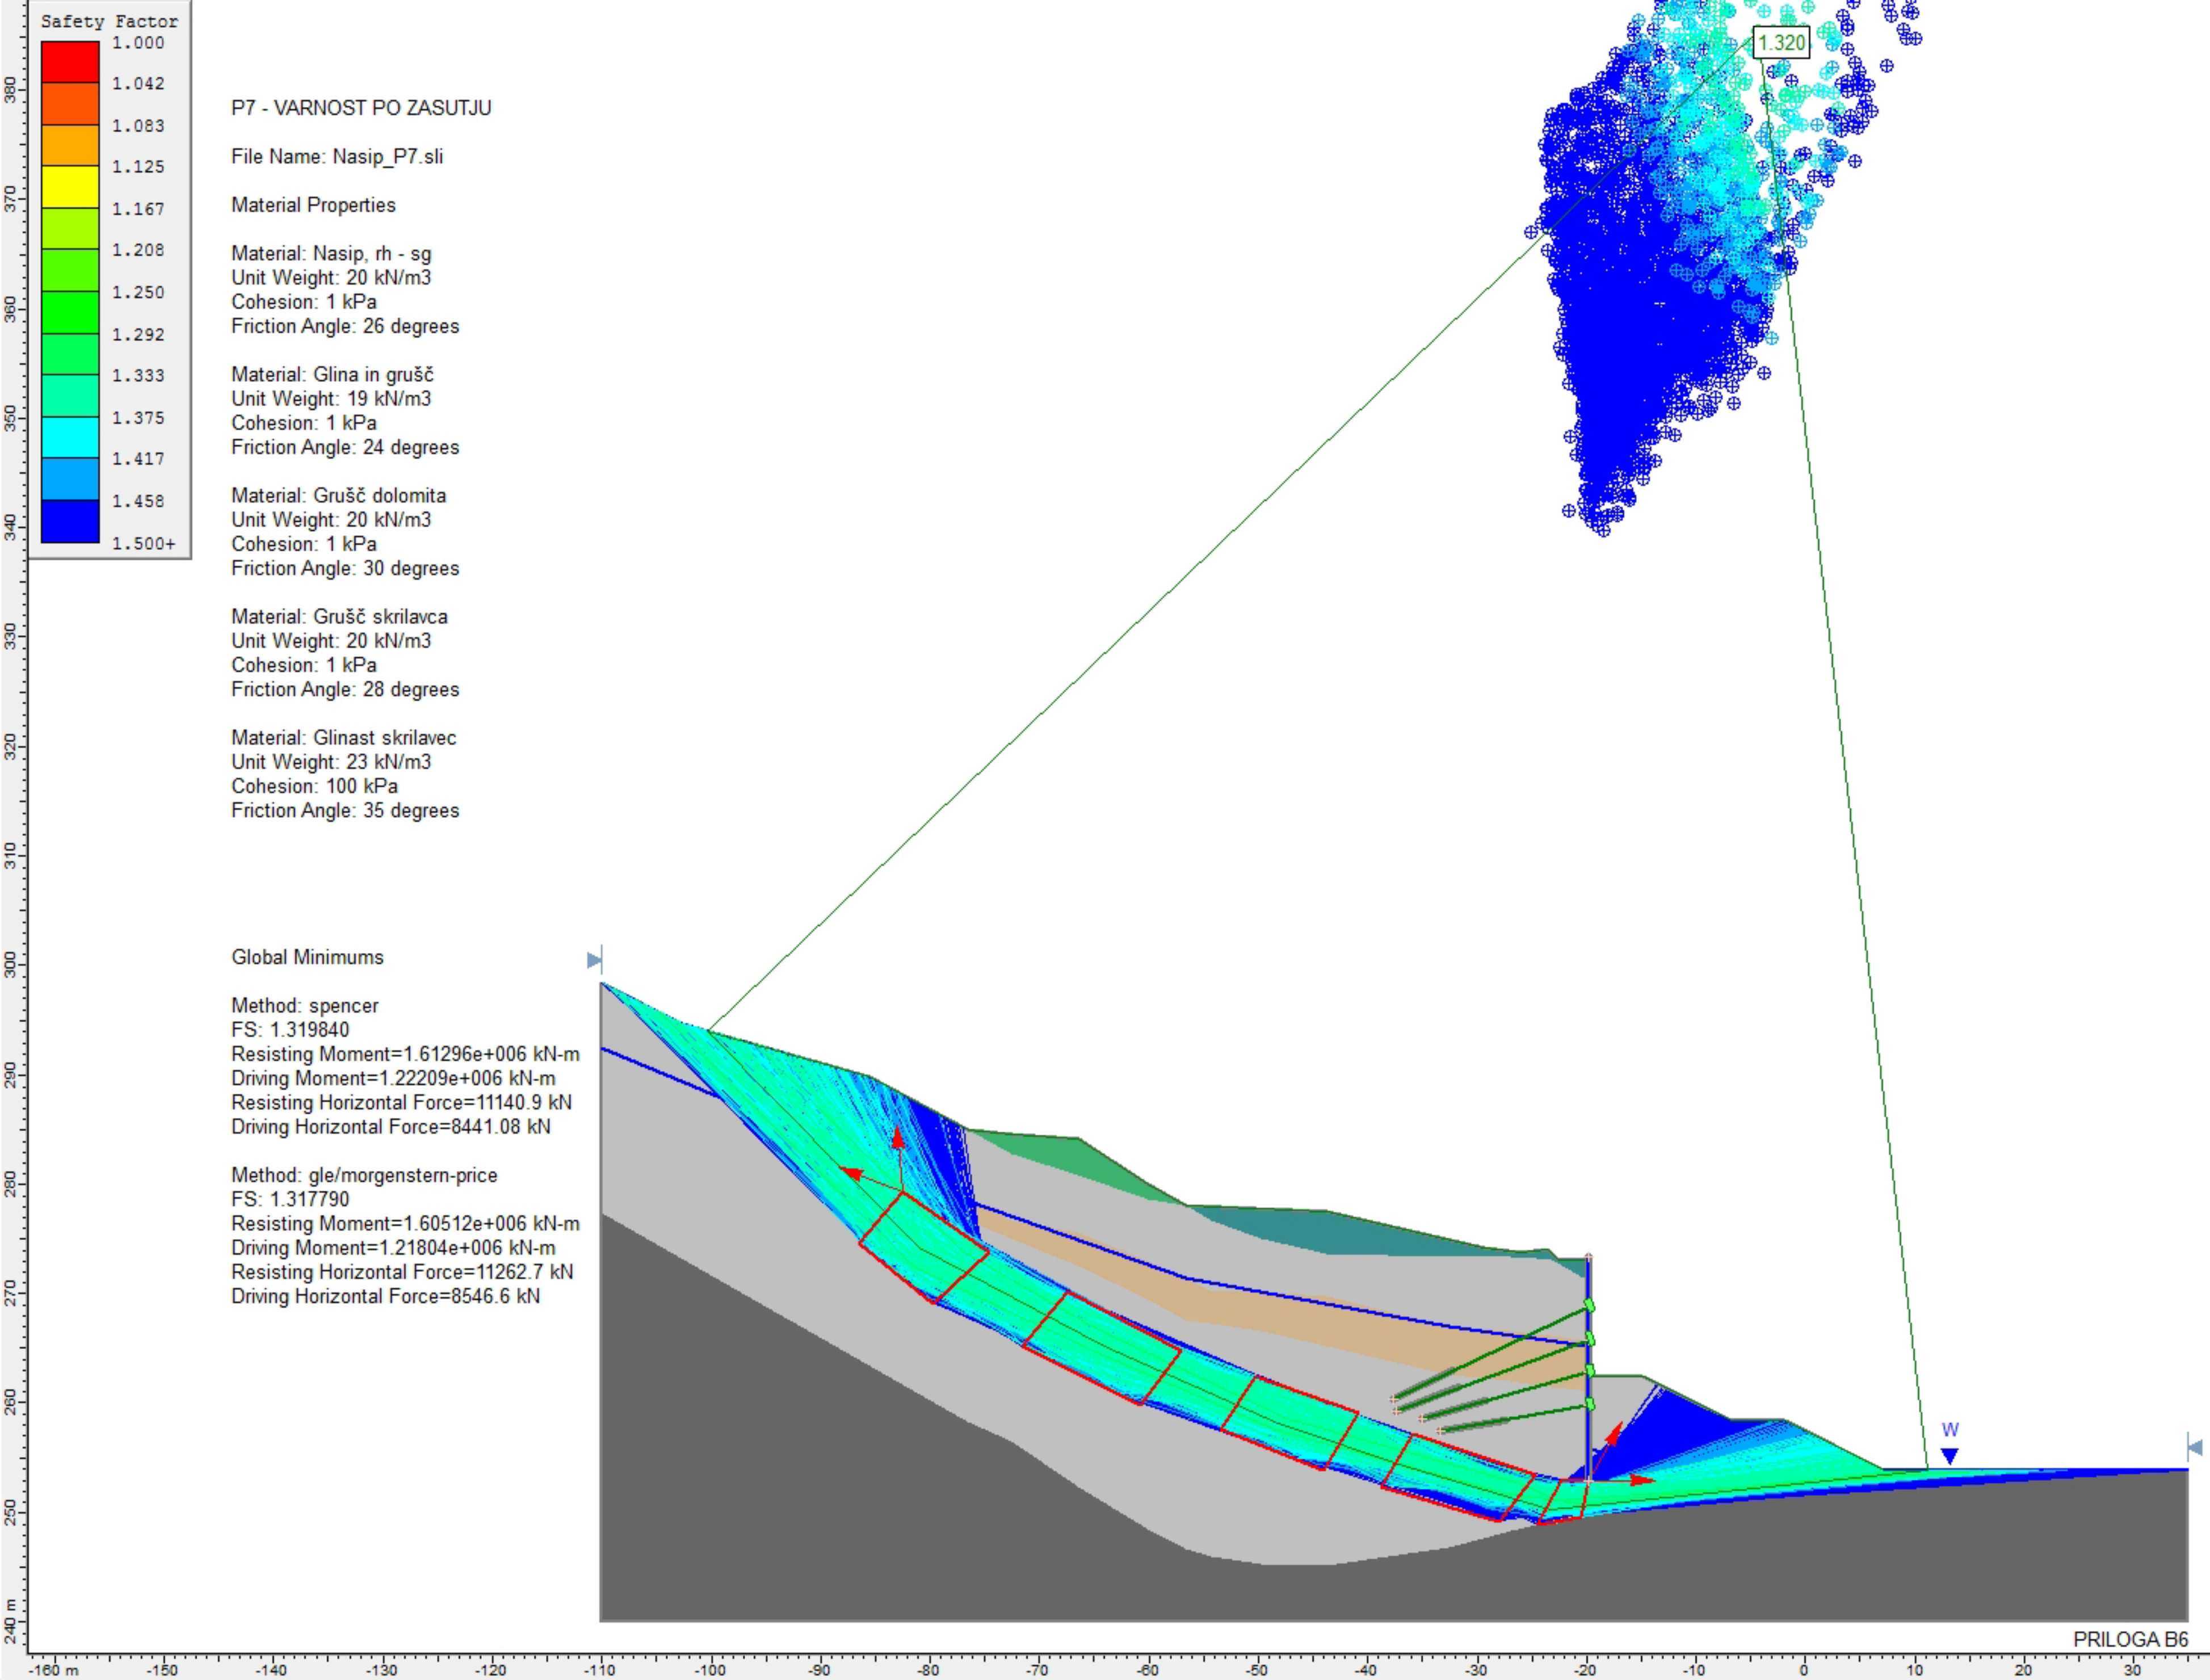 Safety Factor
1.000
1.042
1.083
1.125
1.167
1.208
1.250
1.292
1.333
1.375
1.417
1.458
1.500+
1.320
P7 - VARNOST PO ZASUTJU
File Name: Nasip_P7.sli
Material Properties
Material: Nasip, rh - sg
Unit Weight: 20 kN/m3
Cohesion: 1 kPa
Friction Angle: 26 degrees
Material: Glina in grušč
Unit Weight: 19 kN/m3
Cohesion: 1 kPa
Friction Angle: 24 degrees
Material: Grušč dolomita
Unit Weight: 20 kN/m3
Cohesion: 1 kPa
Friction Angle: 30 degrees
Material: Grušč skrilavca
Unit Weight: 20 kN/m3
Cohesion: 1 kPa
Friction Angle: 28 degrees
Material: Glinast skrilavec
Unit Weight: 23 kN/m3
Cohesion: 100 kPa
Friction Angle: 35 degrees
Global Minimums
Method: spencer
FS: 1.319840
Resisting Moment=1.61296e+006 kN-m
Driving Moment=1.22209e+006 kN-m
Resisting Horizontal Force=11140.9 kN
Driving Horizontal Force=8441.08 kN
Method: gle/morgenstern-price
FS: 1.317790
Resisting Moment=1.60512e+006 kN-m
Driving Moment=1.21804e+006 kN-m
Resisting Horizontal Force=11262.7 kN
Driving Horizontal Force=8546.6 kN
W
380
370
360
350
340
330
320
310
300
290
280
270
260
250
240 m
PRILOGA B6
-160 m -150 -140 -130 -120 -110 -100 -90 -80 -70 -60 -50 -40 -30 -20 -10 0 10 20 30